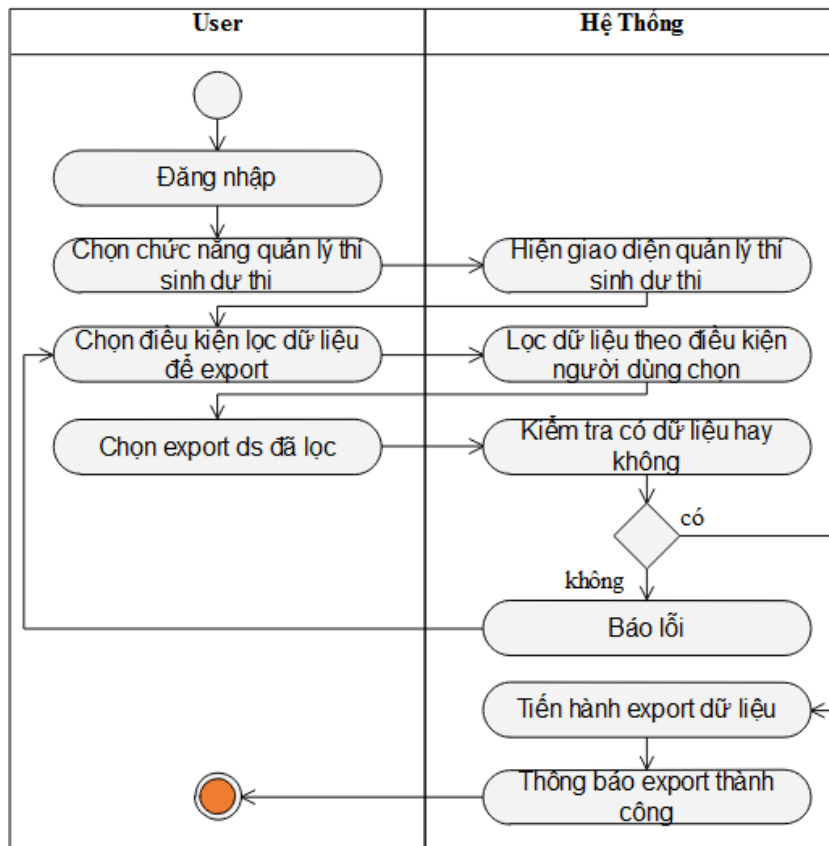 User
Hệ Thống
Đăng nhập
Chọn chức năng quản lý thí
sinh dự thi
Hiện giao diện quản lý thí
sinh dự thi
Chọn điều kiện lọc dữ liệu
để export
Lọc dữ liệu theo điều kiện
người dùng chọn
Chọn export ds đã lọc
Kiểm tra có dữ liệu hay
không
có
không
Báo lỗi
Tiến hành export dữ liệu
Thông báo export thành
công